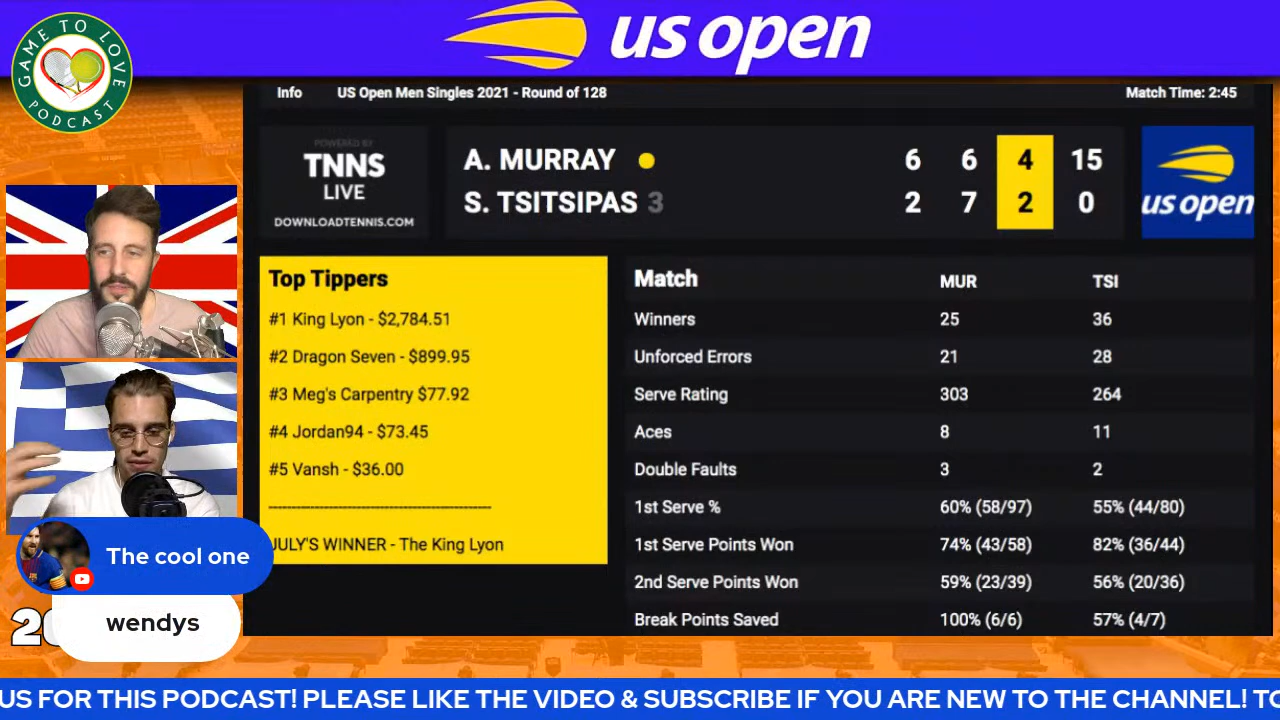 GAME TO LOVE
PODCAST
us open
Info US Open Men Singles 2021 - Round of 128 Match Time: 2:45
POWERED BY
TNNS
LIVE
DOWNLOADTENNIS.COM
A. MURRAY 6 6 4 15
S. TSITSIPAS 3 2 7 2 0
us open
Top Tippers
#1 King Lyon - $2,784.51
#2 Dragon Seven - $899.95
#3 Meg's Carpentry $77.92
#4 Jordan94 - $73.45
#5 Vansh - $36.00
JULY'S WINNER - The King Lyon
Match MUR TSI
Winners 25 36
Unforced Errors 21 28
Serve Rating 303 264
Aces 8 11
Double Faults 3 2
1st Serve % 60% (58/97) 55% (44/80)
1st Serve Points Won 74% (43/58) 82% (36/44)
2nd Serve Points Won 59% (23/39) 56% (20/36)
Break Points Saved 100% (6/6) 57% (4/7)
The cool one
wendys
US FOR THIS PODCAST! PLEASE LIKE THE VIDEO & SUBSCRIBE IF YOU ARE NEW TO THE CHANNEL! TO